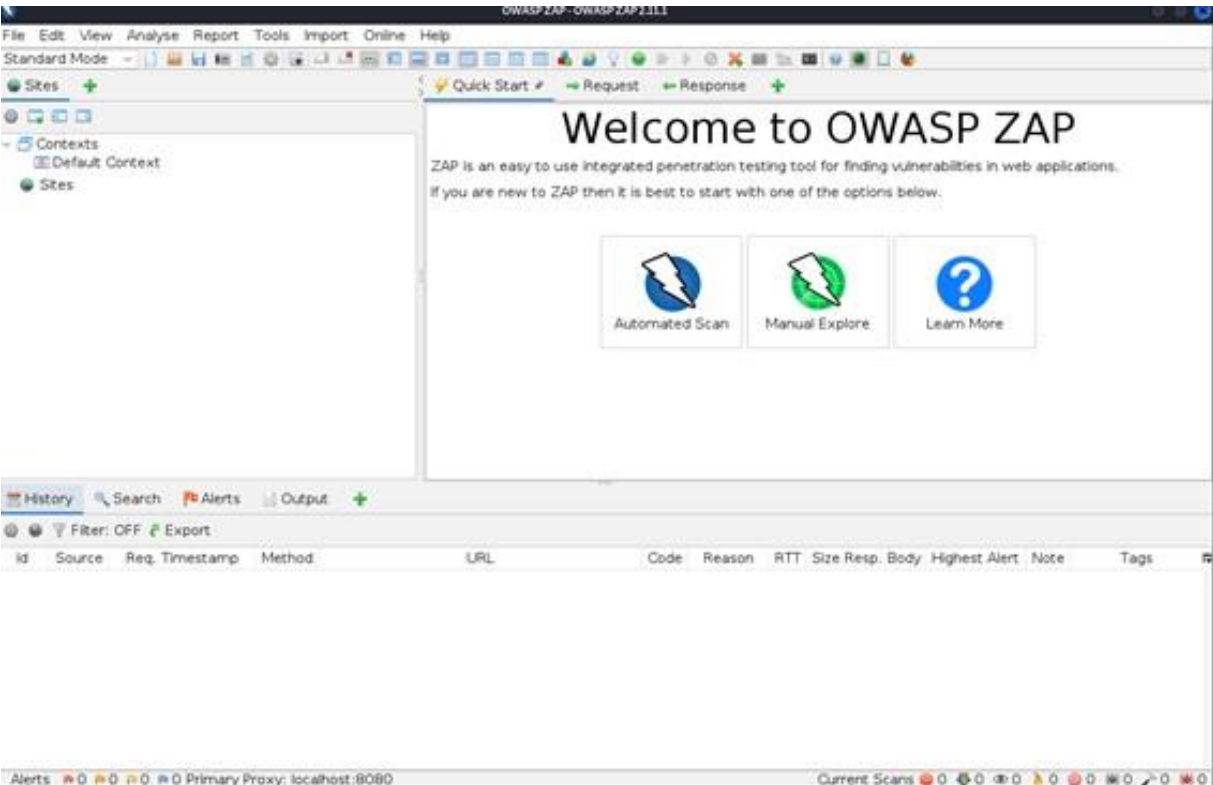 OWASP ZAP - OWASP ZAP 2.11.1
File Edit View Analyse Report Tools Import Online Help
Standard Mode
Sites
Quick Start Request Response
Contexts
Default Context
Sites
Welcome to OWASP ZAP
ZAP is an easy to use integrated penetration testing tool for finding vulnerabilities in web applications.
If you are new to ZAP then it is best to start with one of the options below.
Automated Scan Manual Explore Learn More
History Search Alerts Output
Filter: OFF Export
Id Source Req. Timestamp Method URL Code Reason RTT Size Resp. Body Highest Alert Note Tags
Alerts 0 0 0 0 Primary Proxy: localhost:8080 Current Scans 0 0 0 0 0 0 0 0